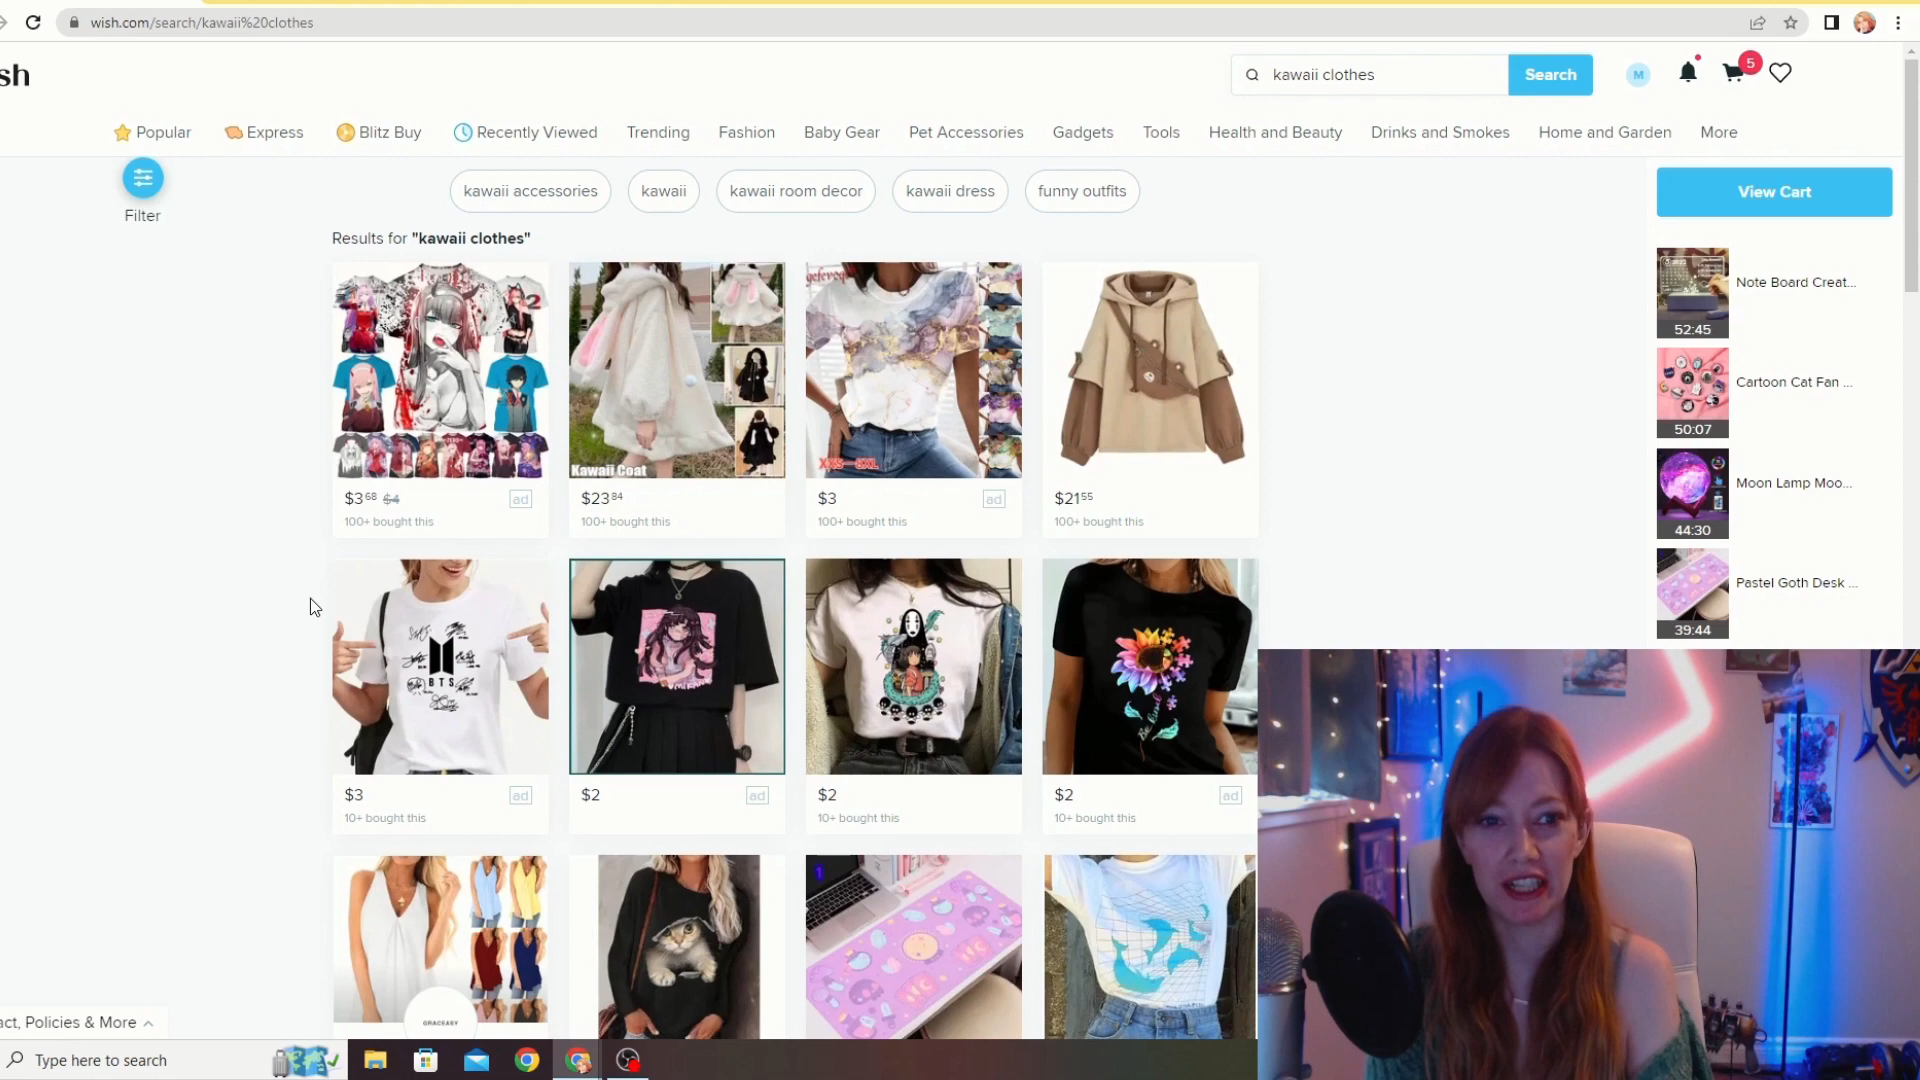 wish.com/search/kawaii%20clothes
sh
kawaii clothes
Search
M
5
Popular
Express
Blitz Buy
Recently Viewed
Trending
Fashion
Baby Gear
Pet Accessories
Gadgets
Tools
Health and Beauty
Drinks and Smokes
Home and Garden
More
Filter
kawaii accessories
kawaii
kawaii room decor
kawaii dress
funny outfits
View Cart
Results for "kawaii clothes"
Kawaii Coat
XXS-8XL
$3 68 $4 ad
100+ bought this
$23 84
100+ bought this
$3 ad
100+ bought this
$21 55
100+ bought this
Note Board Creat...
52:45
Cartoon Cat Fan ...
50:07
Moon Lamp Moo...
44:30
Pastel Goth Desk ...
39:44
BTS
$3 ad
10+ bought this
$2 ad
$2
10+ bought this
$2 ad
10+ bought this
GRACEASY
act, Policies & More
Type here to search